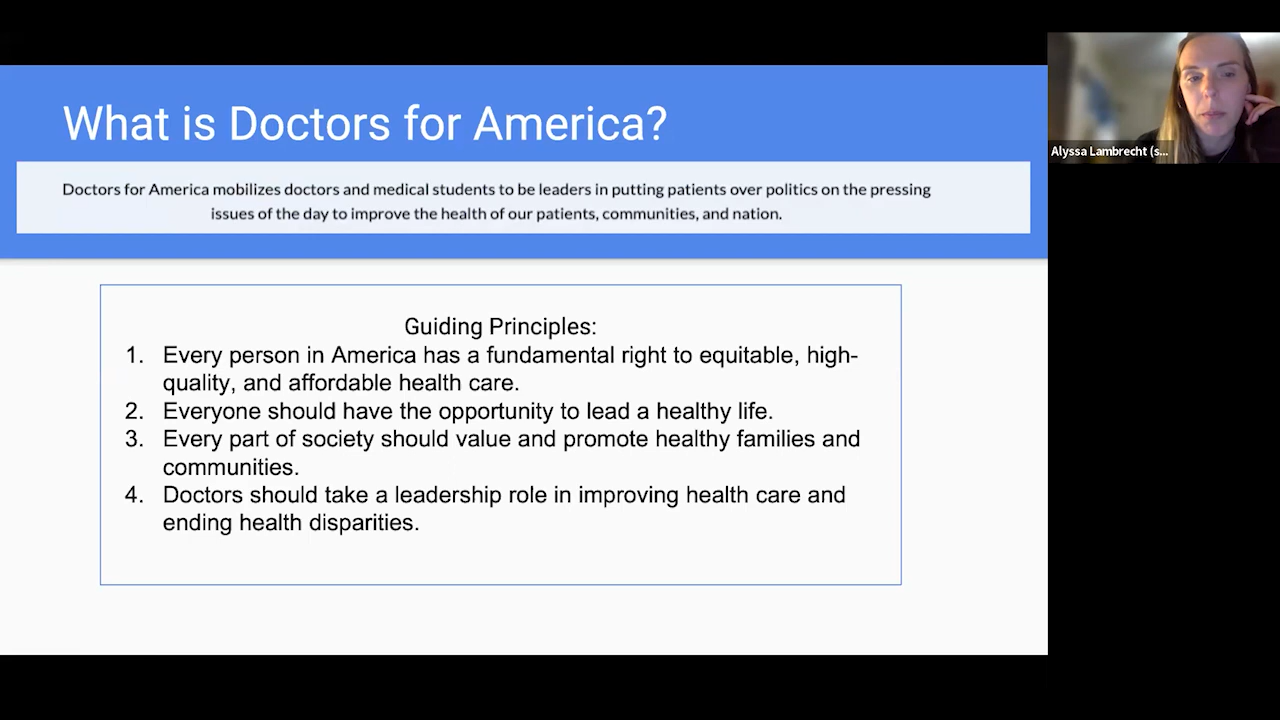 What is Doctors for America?
Doctors for America mobilizes doctors and medical students to be leaders in putting patients over politics on the pressing
issues of the day to improve the health of our patients, communities, and nation.
Guiding Principles:
1. Every person in America has a fundamental right to equitable, high-
quality, and affordable health care.
2. Everyone should have the opportunity to lead a healthy life.
3. Every part of society should value and promote healthy families and
communities.
4. Doctors should take a leadership role in improving health care and
ending health disparities.
Alyssa Lambrecht (s...